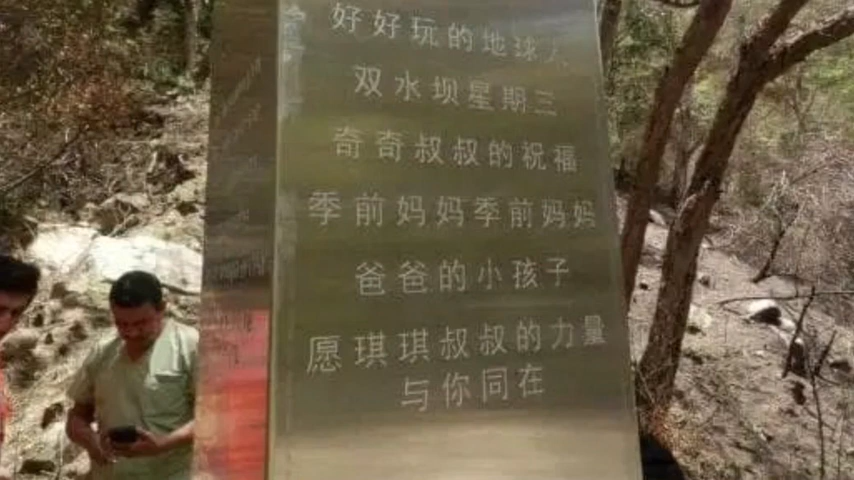 好好玩的地球人
双水坝星期三
奇奇叔叔的祝福
季前妈妈季前妈妈
爸爸的小孩子
愿琪琪叔叔的力量
与你同在